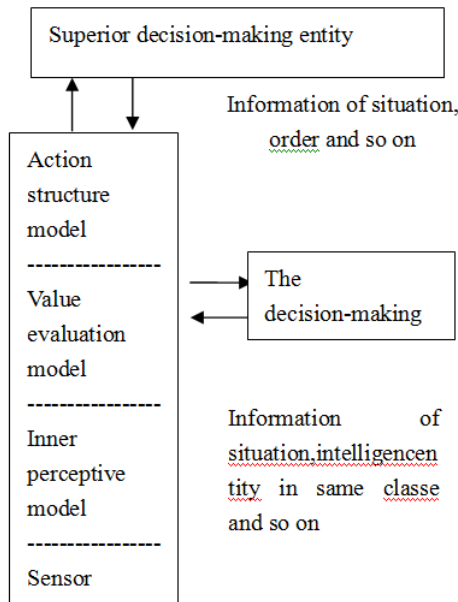 Superior decision-making entity
Information of situation,
order and so on
Action
structure
model
-----------------
Value
evaluation
model
-----------------
Inner
perceptive
model
-----------------
Sensor
The
decision-making
Information of
situation,intelligencen
tity in same classe
and so on